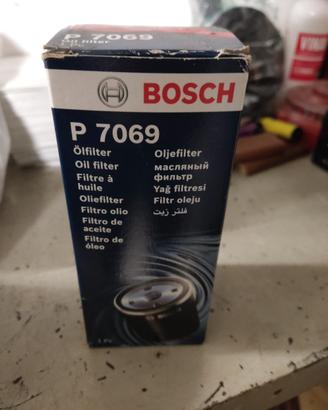 P 7069
Oil filter
BOSCH
P 7069
Ölfilter
Oil filter
Filtre à
huile
Oliefilter
Filtro olio
Filtro de
aceite
Filtro de
óleo
Oljefilter
масляный
фильтр
Yağ filtresi
Filtr oleju
فلتر زيت